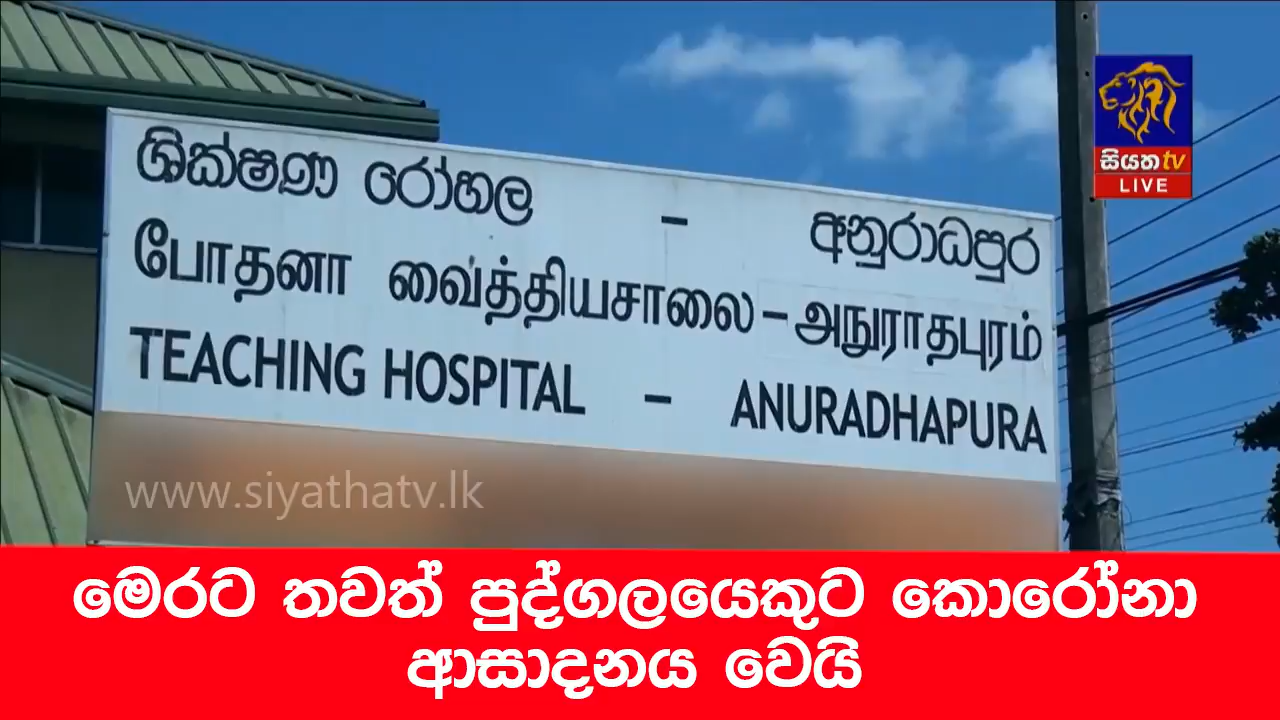 ශික්ෂණ රෝහල - අනුරාධපුර
போதனா வைத்தியசாலை - அநுராதபுரம்
TEACHING HOSPITAL - ANURADHAPURA
සියත tv
LIVE
www.siyathatv.lk
මෙරට තවත් පුද්ගලයෙකුට කොරෝනා
ආසාදනය වෙයි